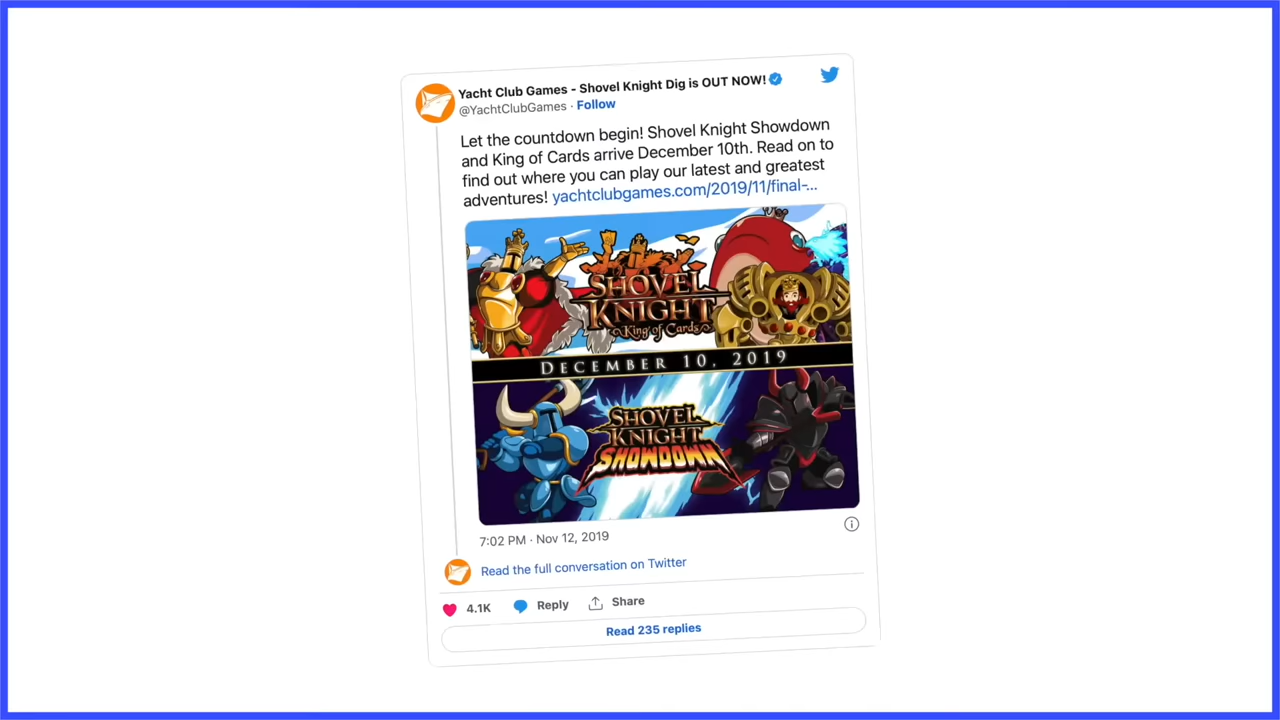 Yacht Club Games - Shovel Knight Dig is OUT NOW!
@YachtClubGames · Follow
Let the countdown begin! Shovel Knight Showdown
and King of Cards arrive December 10th. Read on to
find out where you can play our latest and greatest
adventures! yachtclubgames.com/2019/11/final-...
SHOVEL
KNIGHT
King of Cards
DECEMBER 10, 2019
SHOVEL
KNIGHT
SHOWDOWN
7:02 PM · Nov 12, 2019
Read the full conversation on Twitter
4.1K Reply Share
Read 235 replies